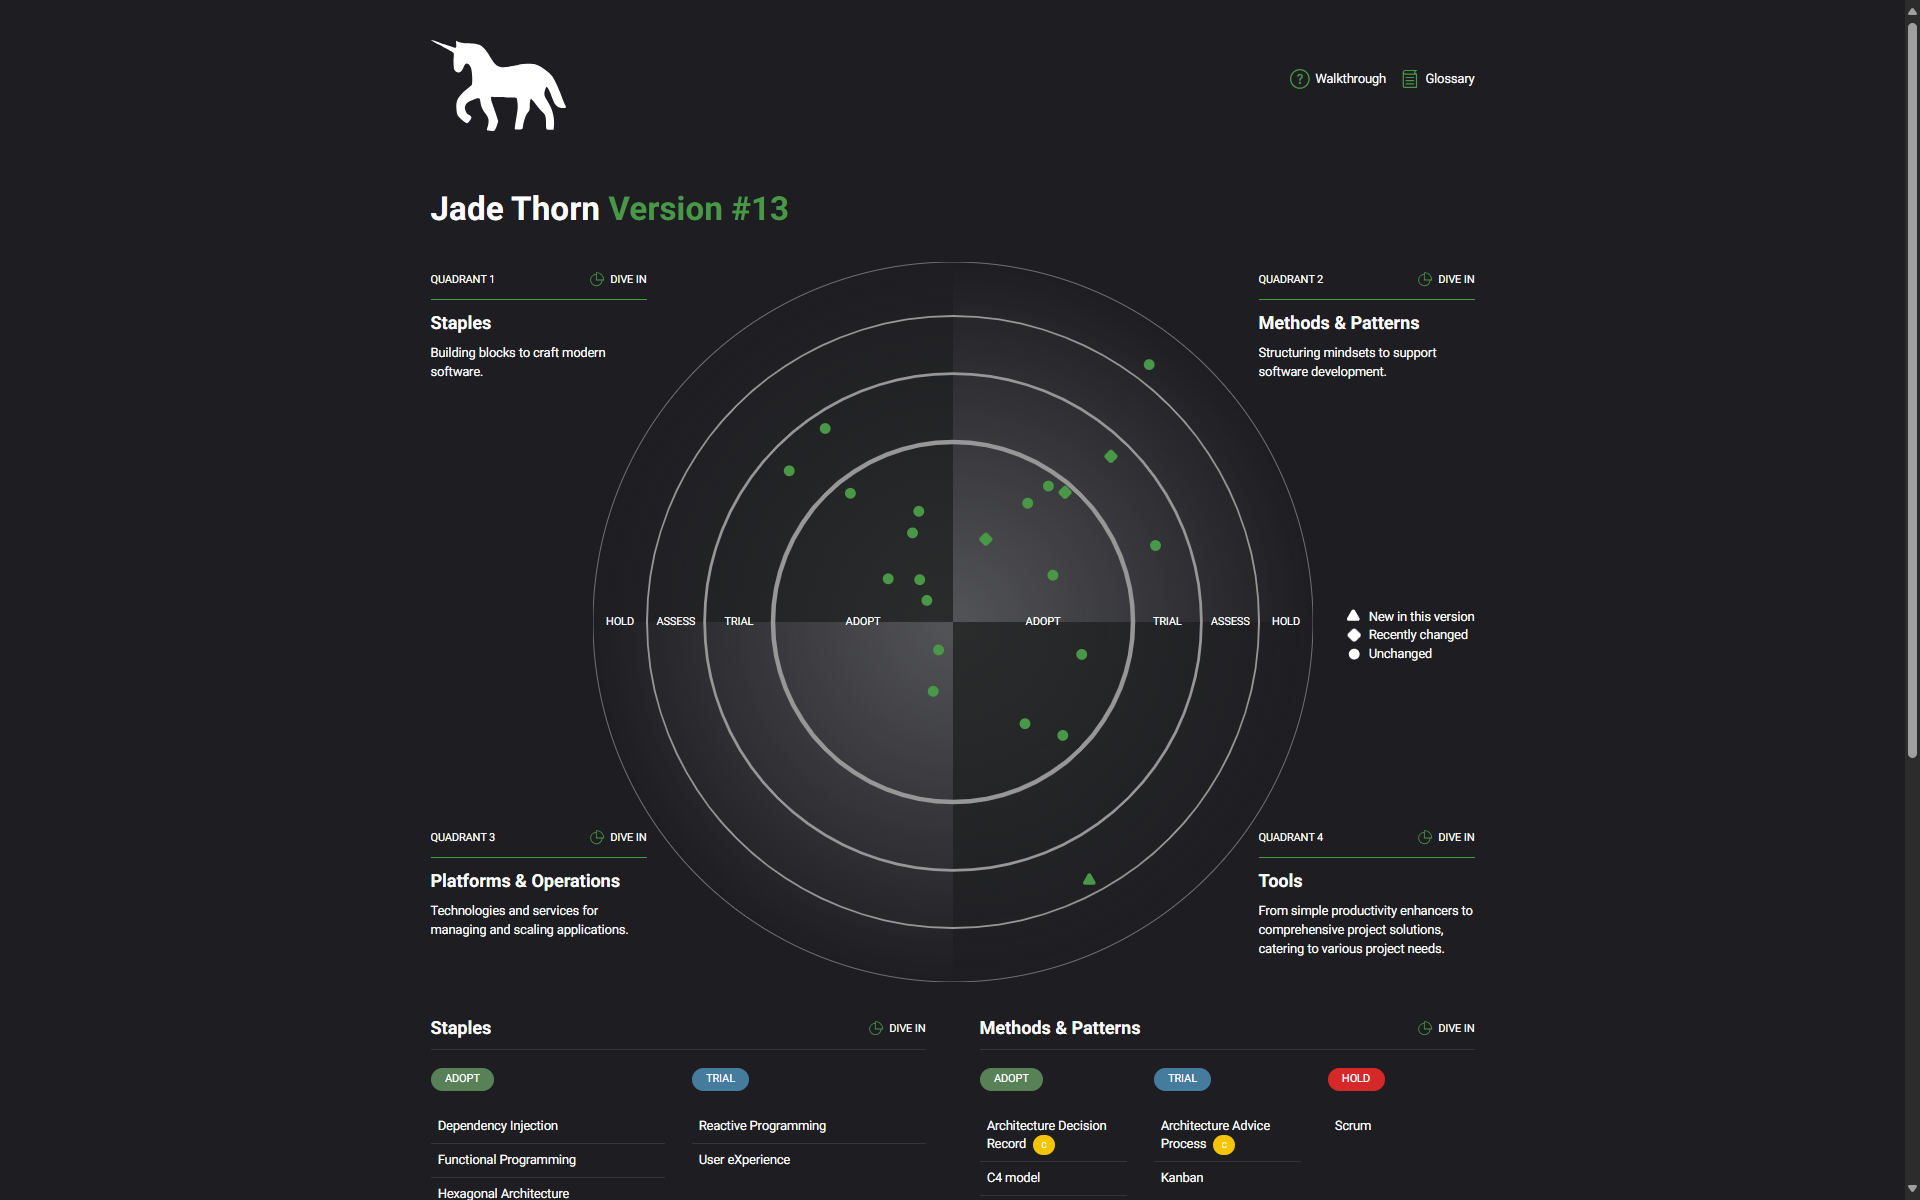 Walkthrough
Glossary
Jade Thorn Version #13
QUADRANT 1
DIVE IN
Staples
Building blocks to craft modern
software.
QUADRANT 2
DIVE IN
Methods & Patterns
Structuring mindsets to support
software development.
HOLD ASSESS TRIAL ADOPT ADOPT TRIAL ASSESS HOLD
New in this version
Recently changed
Unchanged
QUADRANT 3
DIVE IN
Platforms & Operations
Technologies and services for
managing and scaling applications.
QUADRANT 4
DIVE IN
Tools
From simple productivity enhancers to
comprehensive project solutions,
catering to various project needs.
Staples
DIVE IN
ADOPT
Dependency Injection
Functional Programming
Hexagonal Architecture
TRIAL
Reactive Programming
User eXperience
Methods & Patterns
DIVE IN
ADOPT
Architecture Decision
Record c
C4 model
TRIAL
Architecture Advice
Process c
Kanban
HOLD
Scrum